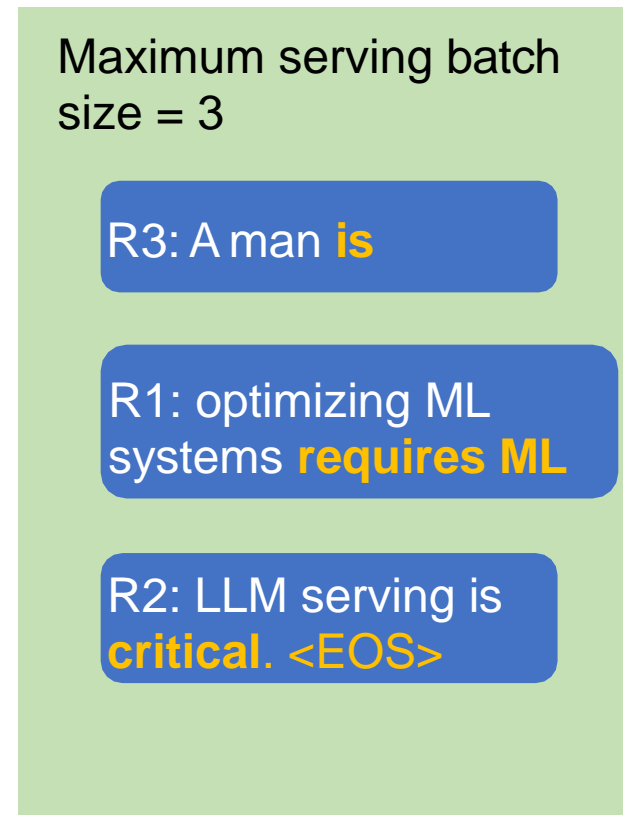 Maximum serving batch
size = 3
R3: A man is
R1: optimizing ML
systems requires ML
R2: LLM serving is
critical. <EOS>